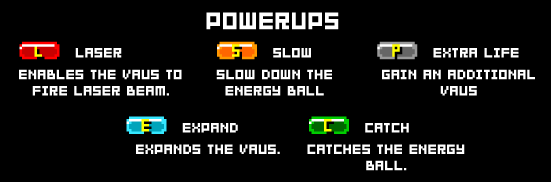 POWERUPS
L LASER S SLOW P EXTRA LIFE
ENABLES THE VAUS TO SLOW DOWN THE GAIN AN ADDITIONAL
FIRE LASER BEAM. ENERGY BALL VAUS
E EXPAND C CATCH
EXPANDS THE VAUS. CATCHES THE ENERGY
BALL.